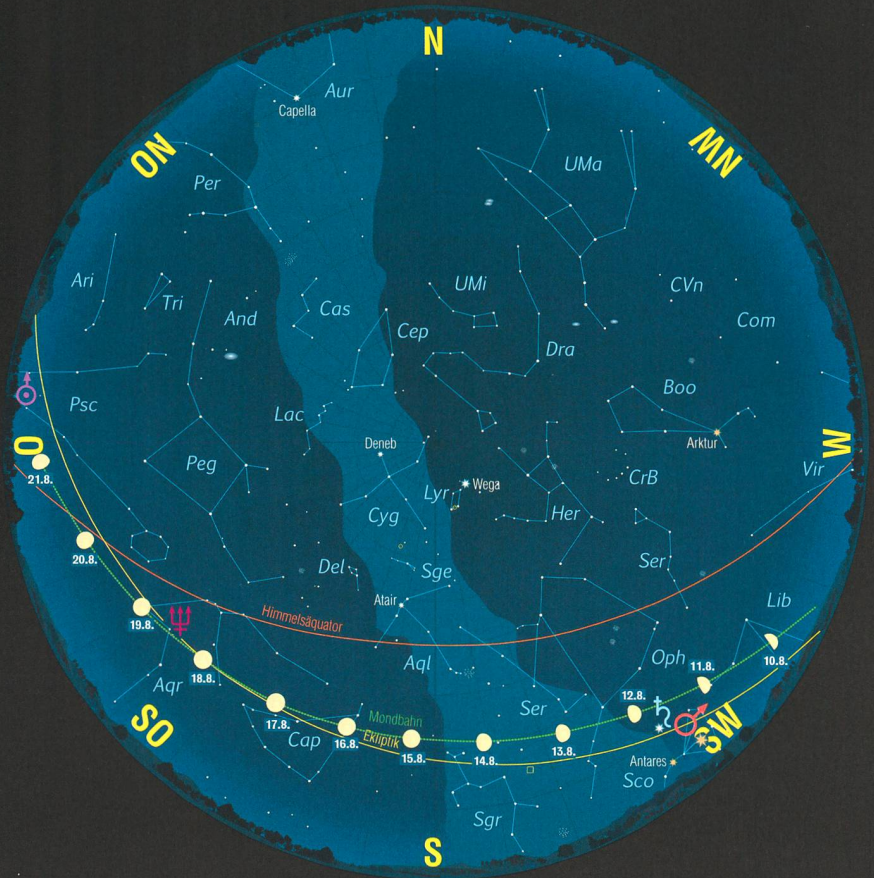 N
Aur
Capella
NO
NW
UMa
Per
Ari
Tri
UMi
CVn
And
Cas
Com
Cep
Dra
Boo
Psc
Lac
Arktur
O
Deneb
W
Peg
Vir
CrB
21.8.
Lyr
Wega
Cyg
Her
20.8.
Ser
Del
Sge
Atair
Lib
19.8.
Himmelsäquator
Oph
11.8.
10.8.
Aql
18.8.
Aqr
12.8.
Ser
17.8.
Mondbahn
SO
SW
Cap
16.8.
Ekliptik
15.8.
14.8.
13.8.
Antares
Sco
Sgr
S